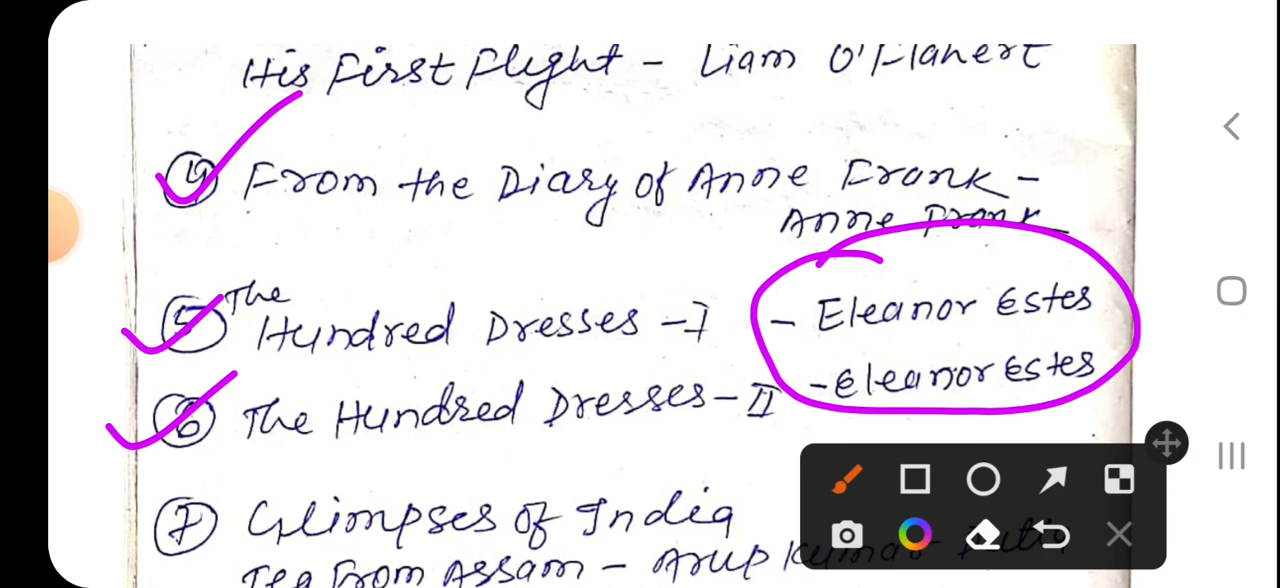 His First Flight - Liam O'Flahert
④ From the Diary of Anne Frank -
Anne Frank
⑤ The Hundred Dresses - I - Eleanor Estes
⑥ The Hundred Dresses - II - Eleanor Estes
⑦ Glimpses of India
Tea From Assam - Arup Kumar